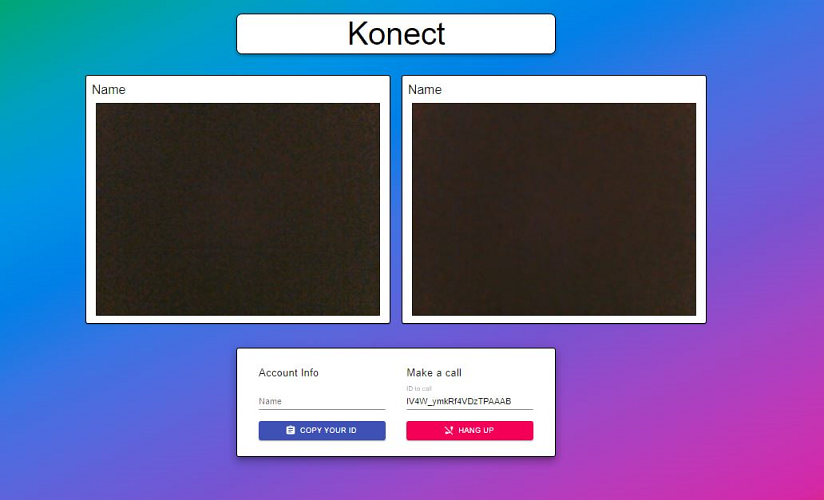 Konect
Name
Name
Account Info
Name
COPY YOUR ID
Make a call
ID to call
IV4W_ymkRf4VDzTPAAAB
HANG UP